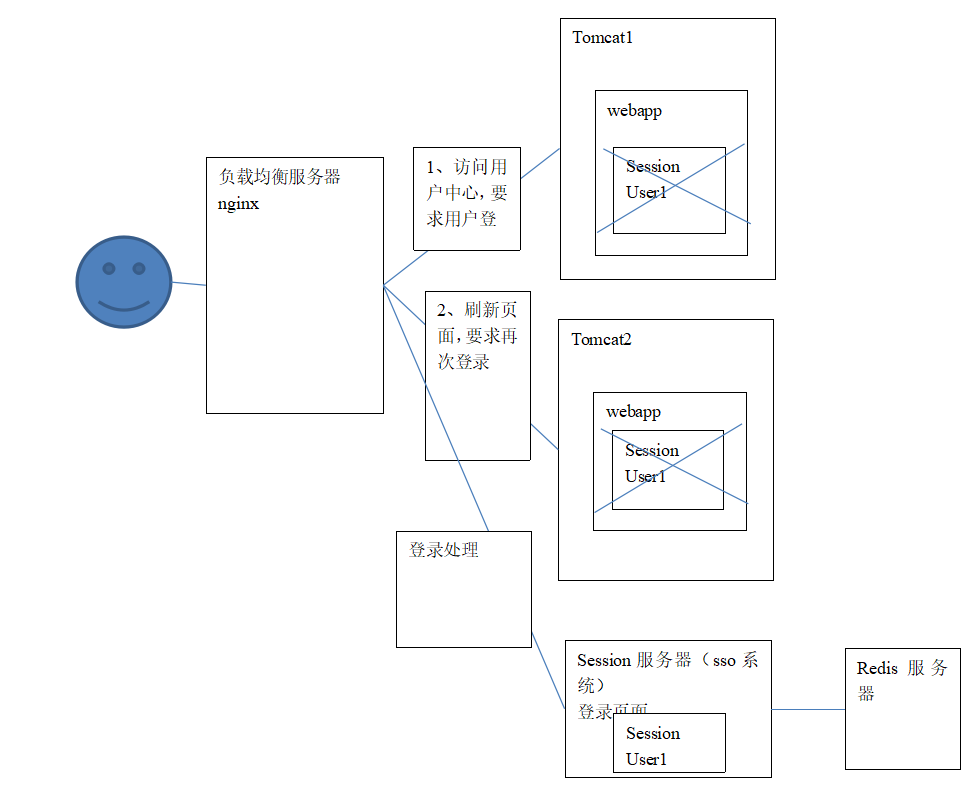 Tomcat1
webapp
Session
User1
负载均衡服务器
nginx
1、访问用
户中心,要
求用户登
2、刷新页
面,要求再
次登录
Tomcat2
webapp
Session
User1
登录处理
Session 服务器（sso 系
统）
登录页面
Session
User1
Redis 服务
器